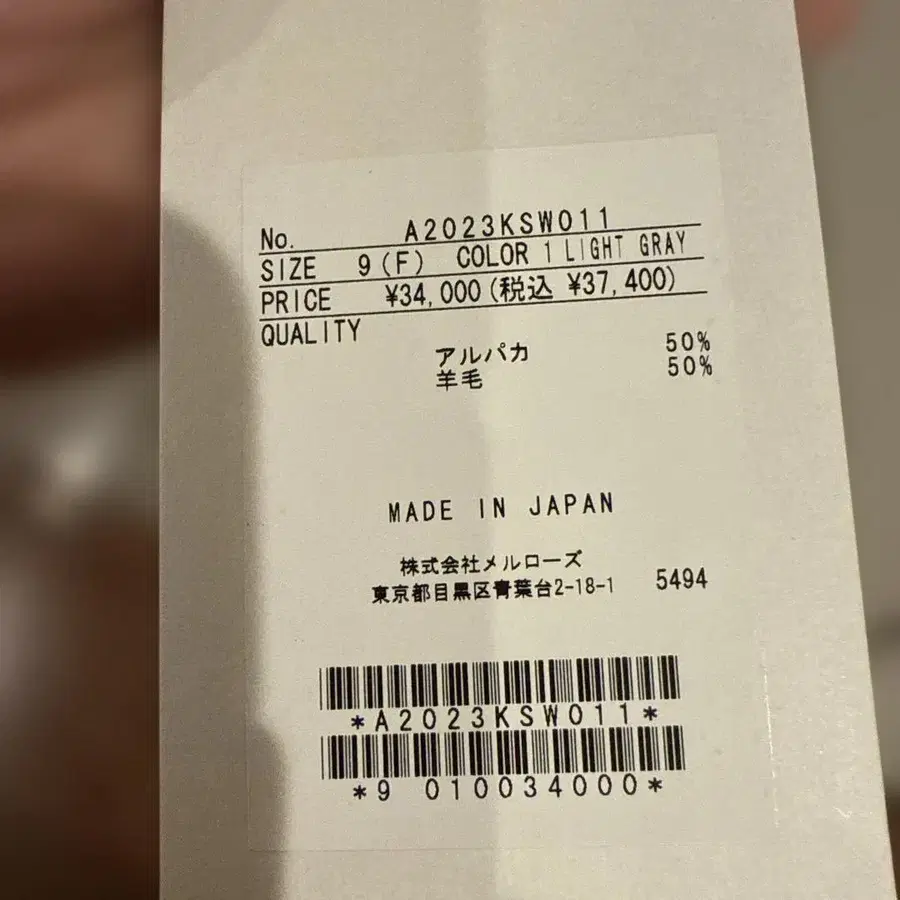 No. A2023KSW011
SIZE 9(F) COLOR 1 LIGHT GRAY
PRICE ¥34,000(税込 ¥37,400)
QUALITY
アルパカ 50%
羊毛 50%
MADE IN JAPAN
株式会社メルローズ
東京都目黒区青葉台2-18-1 5494
*A2023KSW011*
*9 010034000*